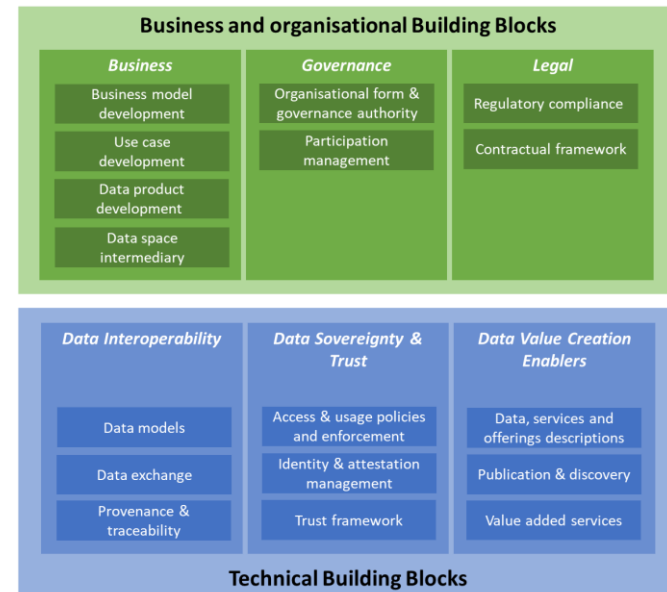 Business and organisational Building Blocks
Business
Business model
development
Use case
development
Data product
development
Data space
intermediary
Governance
Organisational form &
governance authority
Participation
management
Legal
Regulatory compliance
Contractual framework
Data Interoperability
Data models
Data exchange
Provenance &
traceability
Data Sovereignty &
Trust
Access & usage policies
and enforcement
Identity & attestation
management
Trust framework
Data Value Creation
Enablers
Data, services and
offerings descriptions
Publication & discovery
Value added services
Technical Building Blocks